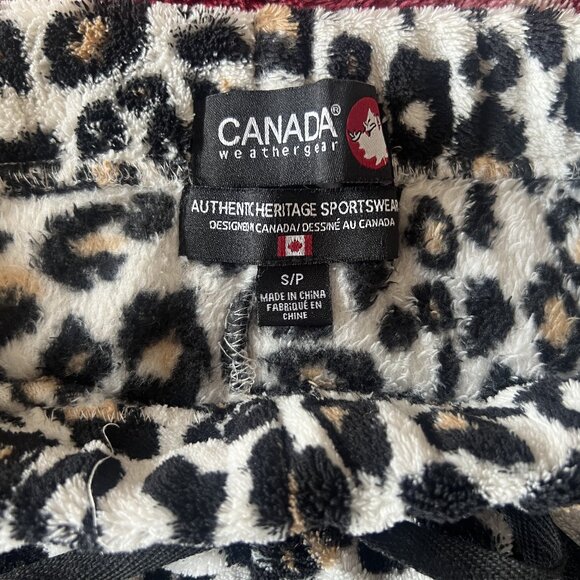 CANADA®
weathergear
AUTHENTIC HERITAGE SPORTSWEAR
DESIGNED IN CANADA/DESSINÉ AU CANADA
S/P
MADE IN CHINA
FABRIQUÉ EN
CHINE